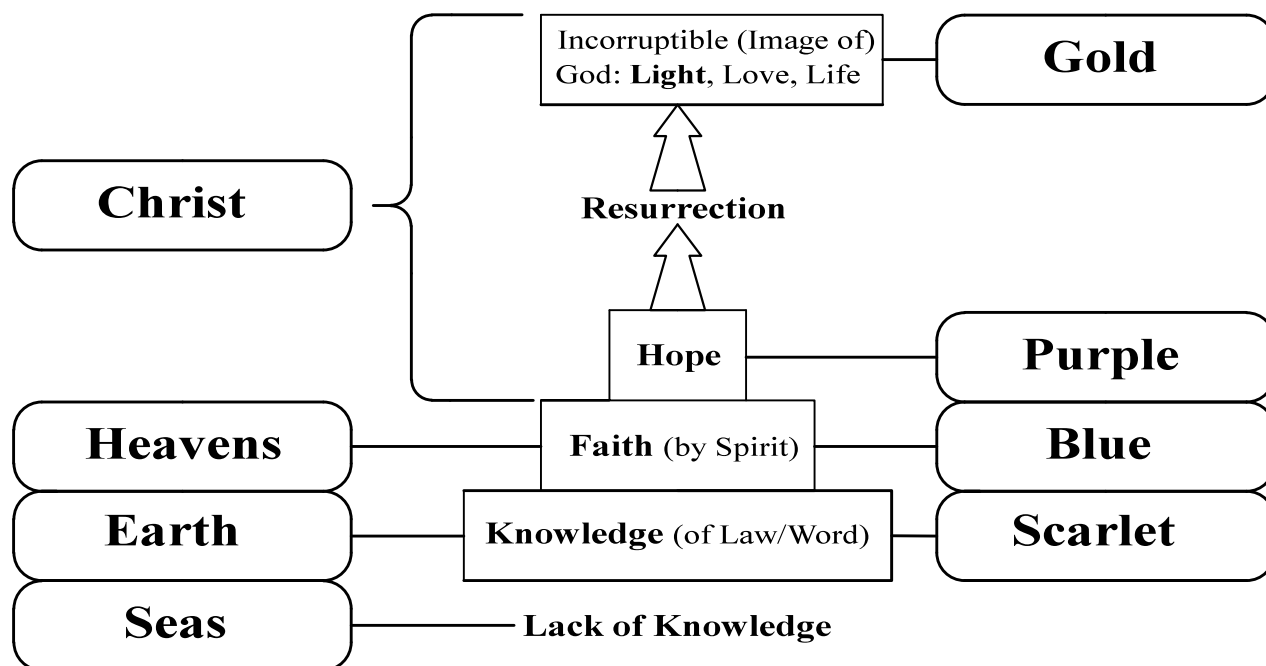 Incorruptible (Image of)
God: Light, Love, Life
Gold
Christ
Resurrection
Hope
Purple
Heavens
Faith (by Spirit)
Blue
Earth
Knowledge (of Law/Word)
Scarlet
Seas
Lack of Knowledge